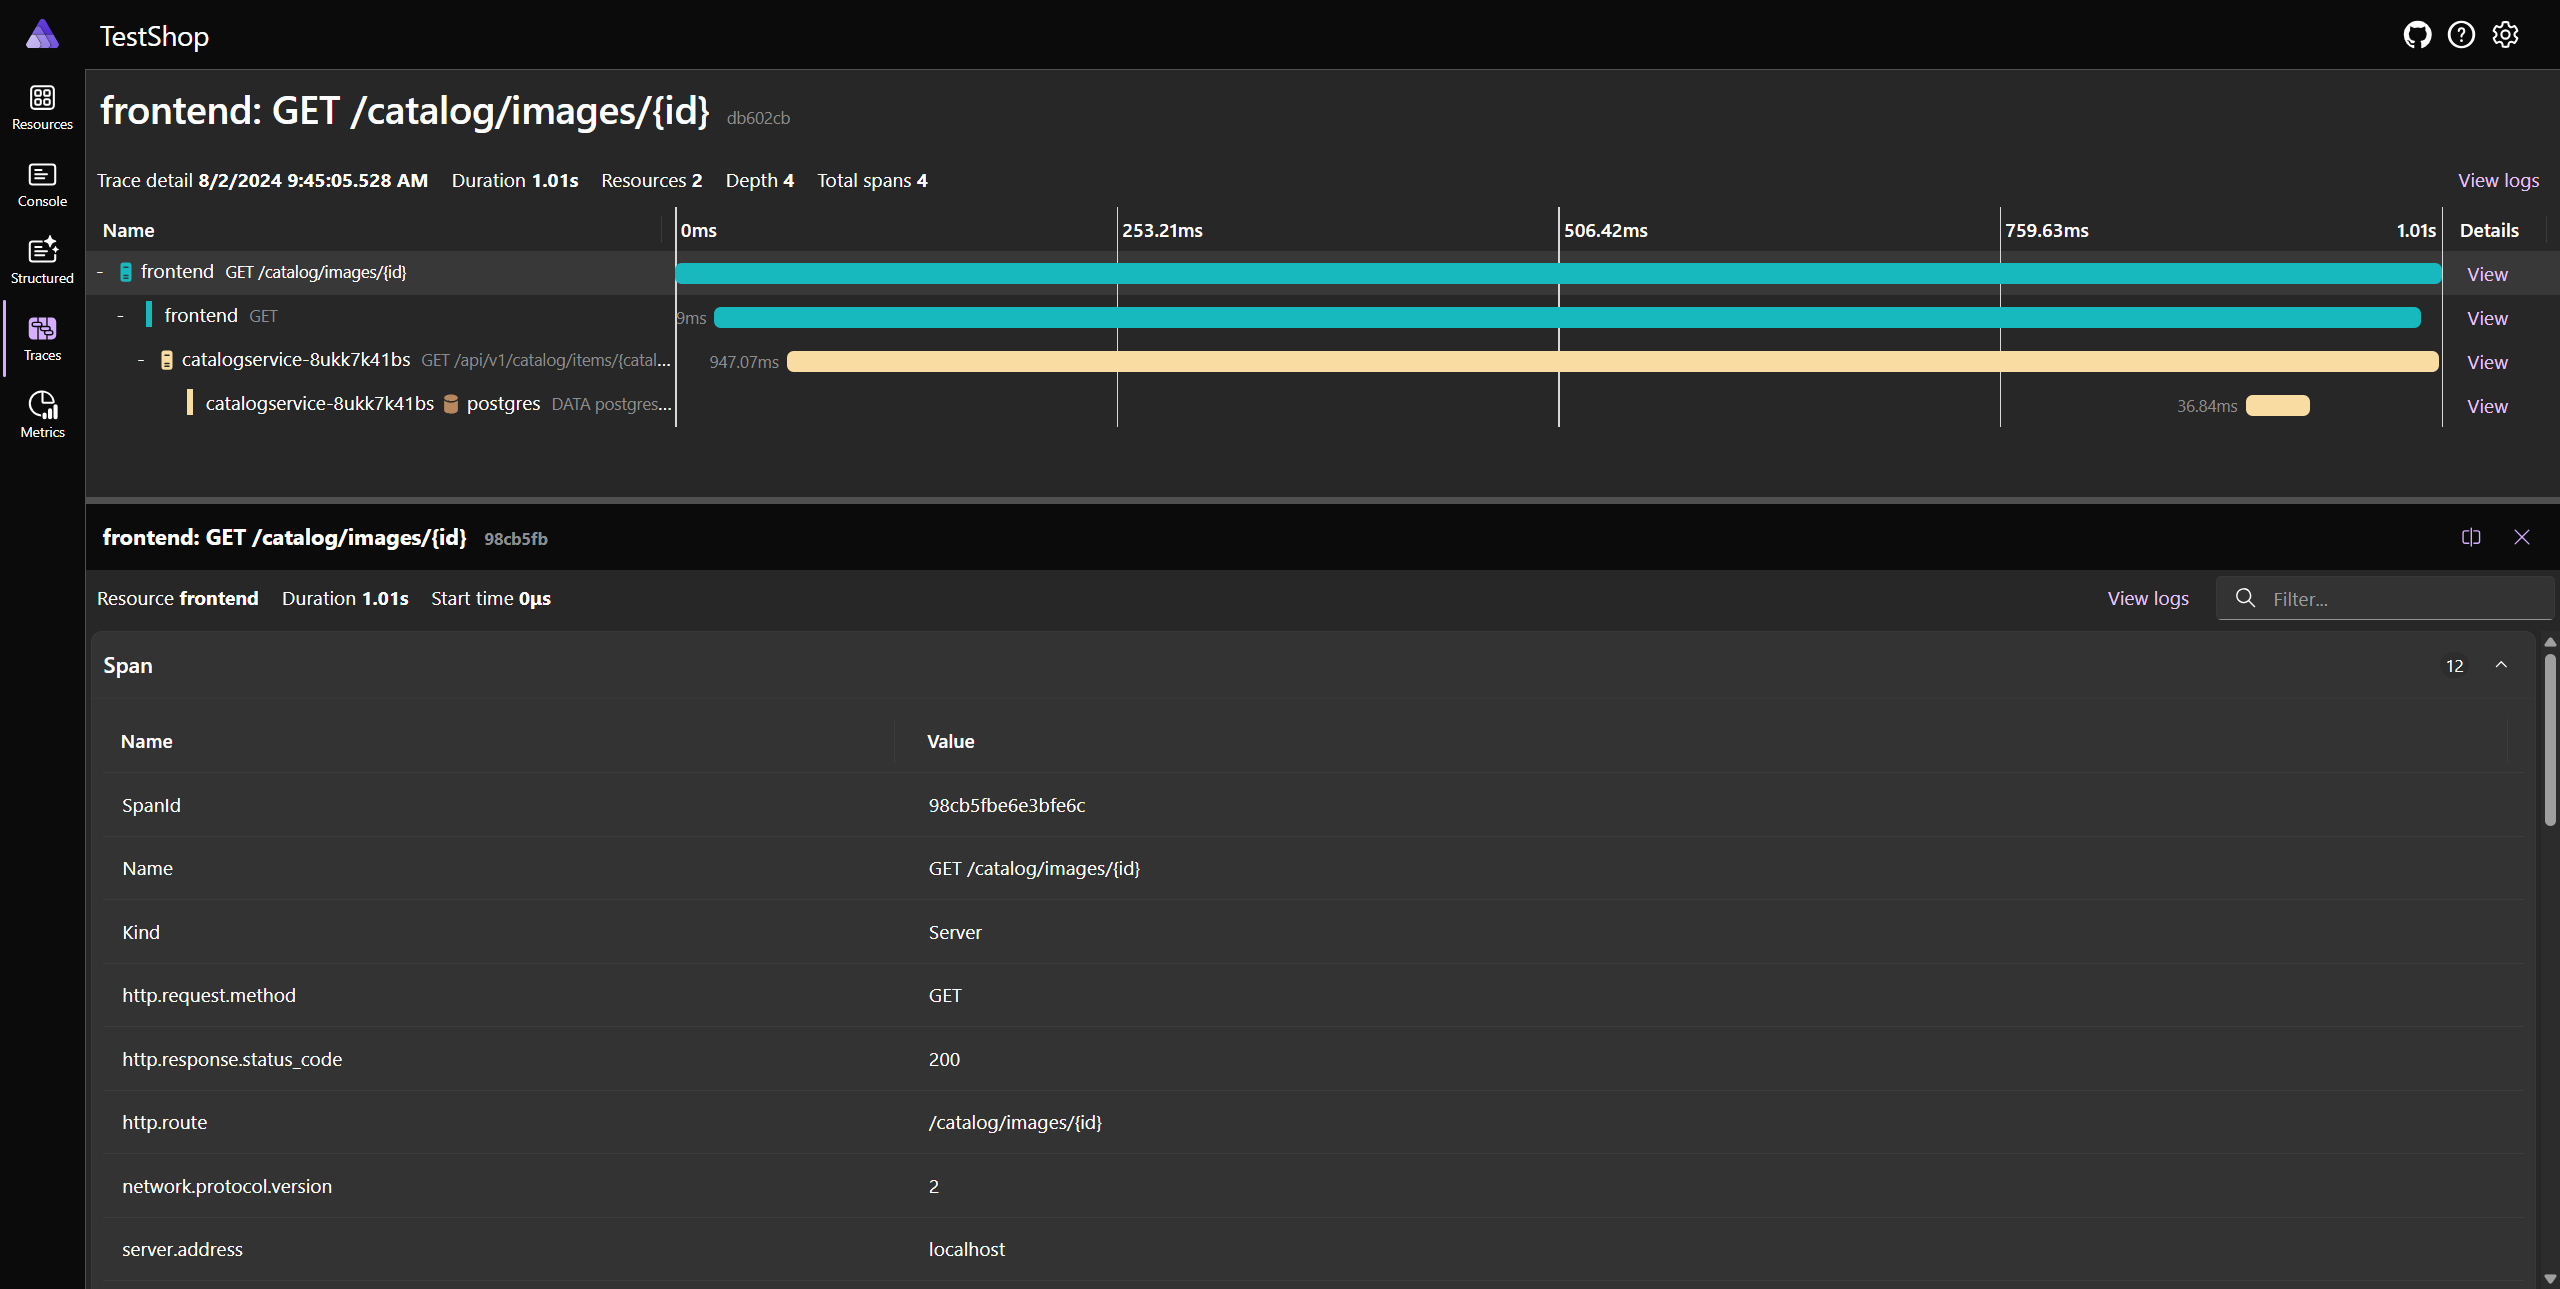 TestShop
Resources
Console
Structured
Traces
Metrics
frontend: GET /catalog/images/{id} db602cb
Trace detail 8/2/2024 9:45:05.528 AM Duration 1.01s Resources 2 Depth 4 Total spans 4 View logs
Name 0ms 253.21ms 506.42ms 759.63ms 1.01s Details
- frontend GET /catalog/images/{id} View
- frontend GET 9ms View
- catalogservice-8ukk7k41bs GET /api/v1/catalog/items/{catal... 947.07ms View
catalogservice-8ukk7k41bs postgres DATA postgres... 36.84ms View
frontend: GET /catalog/images/{id} 98cb5fb
Resource frontend Duration 1.01s Start time 0µs View logs Filter...
Span 12
Name Value
SpanId 98cb5fbe6e3bfe6c
Name GET /catalog/images/{id}
Kind Server
http.request.method GET
http.response.status_code 200
http.route /catalog/images/{id}
network.protocol.version 2
server.address localhost